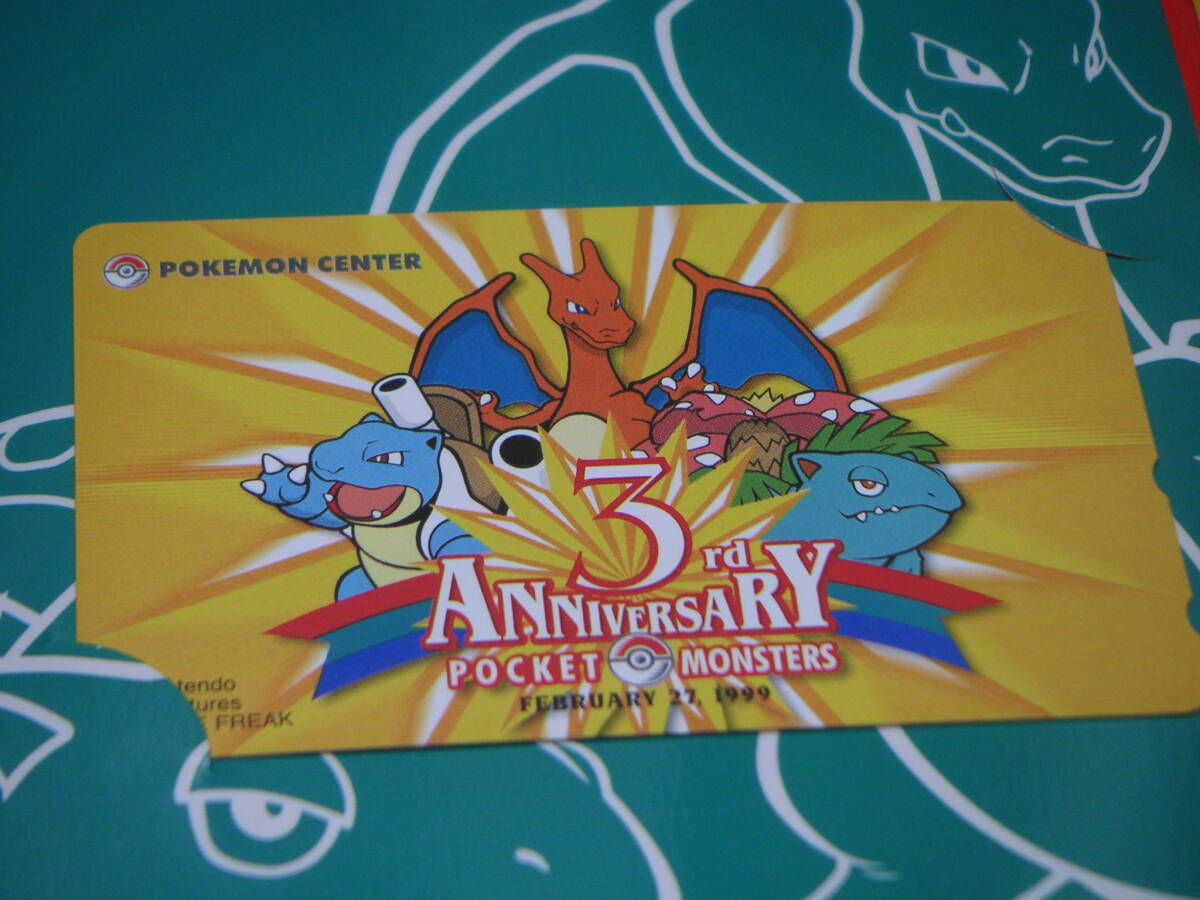 POKEMON CENTER
3rd
ANNIVERSARY
POCKET MONSTERS
FEBRUARY 27, 1999
FREAK